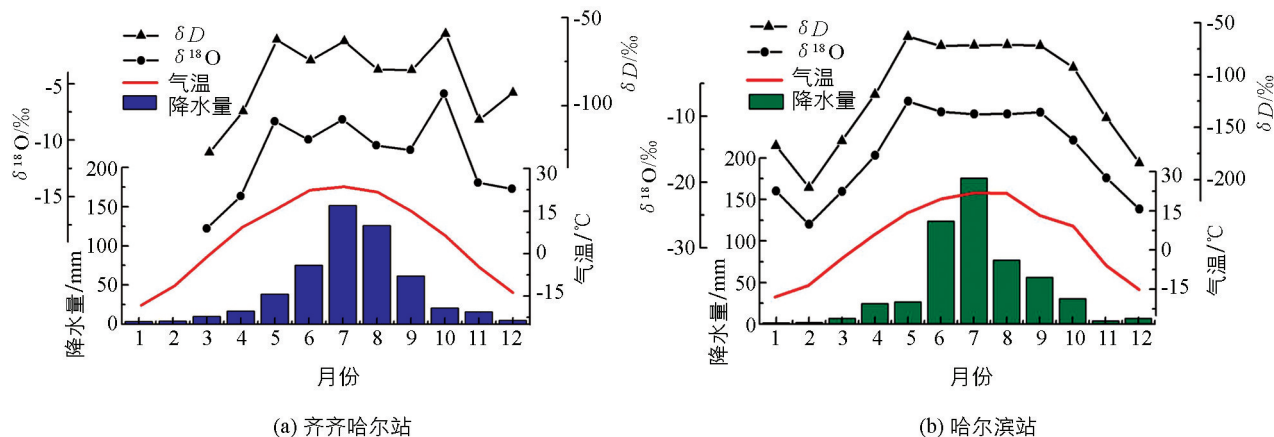 δD
δ¹⁸O
气温
降水量
δ¹⁸O/‰
-5
-10
-15
δD/‰
-50
-100
降水量/mm
200
150
100
50
0
气温/℃
30
15
0
-15
1 2 3 4 5 6 7 8 9 10 11 12
月份
(a) 齐齐哈尔站
δD
δ¹⁸O
气温
降水量
δ¹⁸O/‰
-10
-20
-30
δD/‰
-50
-100
-150
-200
降水量/mm
200
150
100
50
0
气温/℃
30
15
0
-15
1 2 3 4 5 6 7 8 9 10 11 12
月份
(b) 哈尔滨站